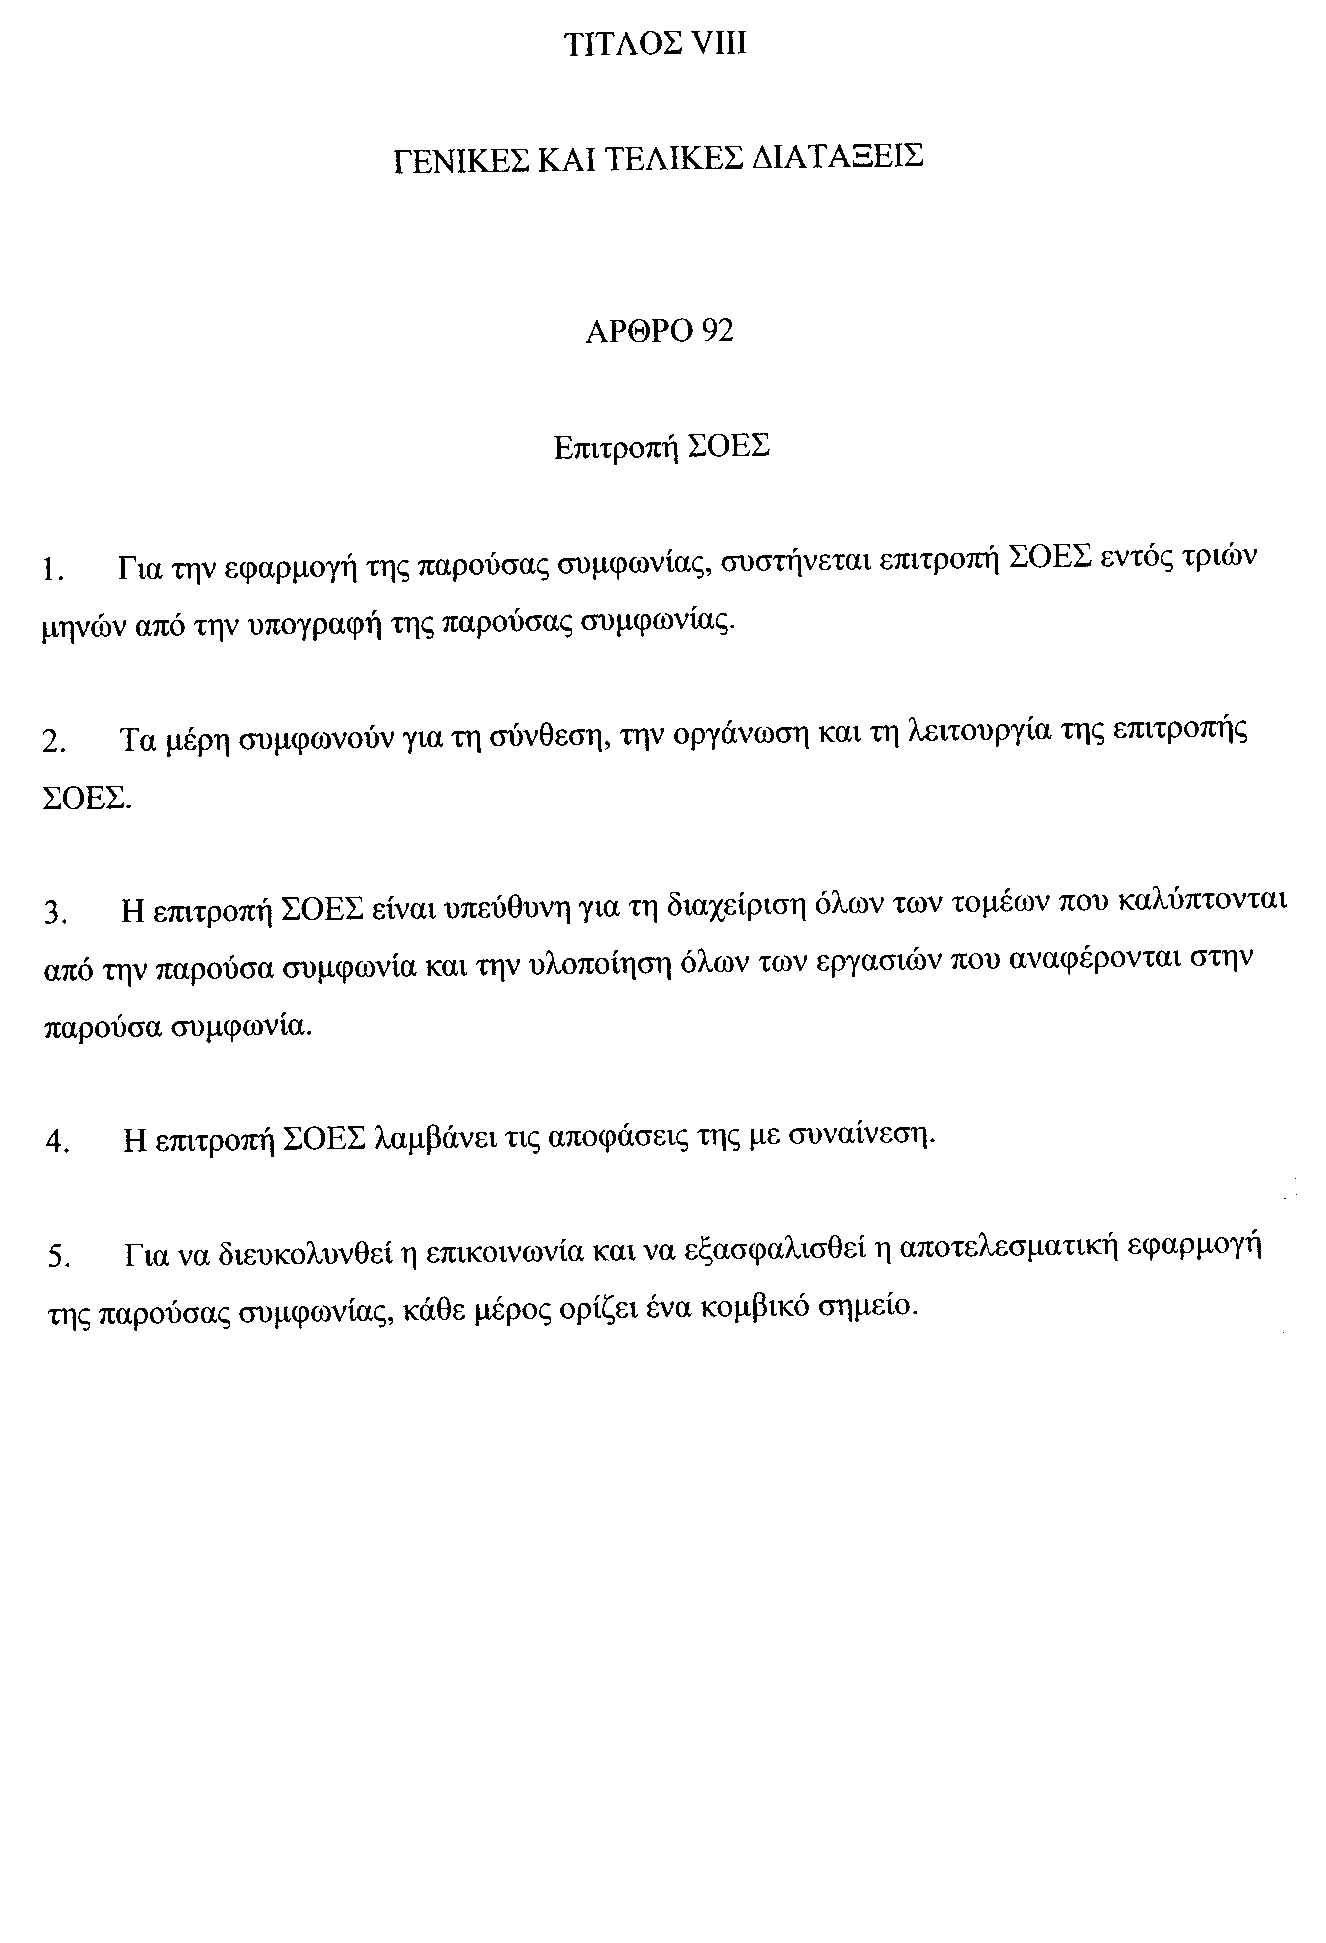 ΤΙΤΛΟΣ VIII
ΓΕΝΙΚΕΣ ΚΑΙ ΤΕΛΙΚΕΣ ΔΙΑΤΑΞΕΙΣ
ΑΡΘΡΟ 92
Επιτροπή ΣΟΕΣ
1. Για την εφαρμογή της παρούσας συμφωνίας, συστήνεται επιτροπή ΣΟΕΣ εντός τριών
μηνών από την υπογραφή της παρούσας συμφωνίας.
2. Τα μέρη συμφωνούν για τη σύνθεση, την οργάνωση και τη λειτουργία της επιτροπής
ΣΟΕΣ.
3. Η επιτροπή ΣΟΕΣ είναι υπεύθυνη για τη διαχείριση όλων των τομέων που καλύπτονται
από την παρούσα συμφωνία και την υλοποίηση όλων των εργασιών που αναφέρονται στην
παρούσα συμφωνία.
4. Η επιτροπή ΣΟΕΣ λαμβάνει τις αποφάσεις της με συναίνεση.
5. Για να διευκολυνθεί η επικοινωνία και να εξασφαλισθεί η αποτελεσματική εφαρμογή
της παρούσας συμφωνίας, κάθε μέρος ορίζει ένα κομβικό σημείο.